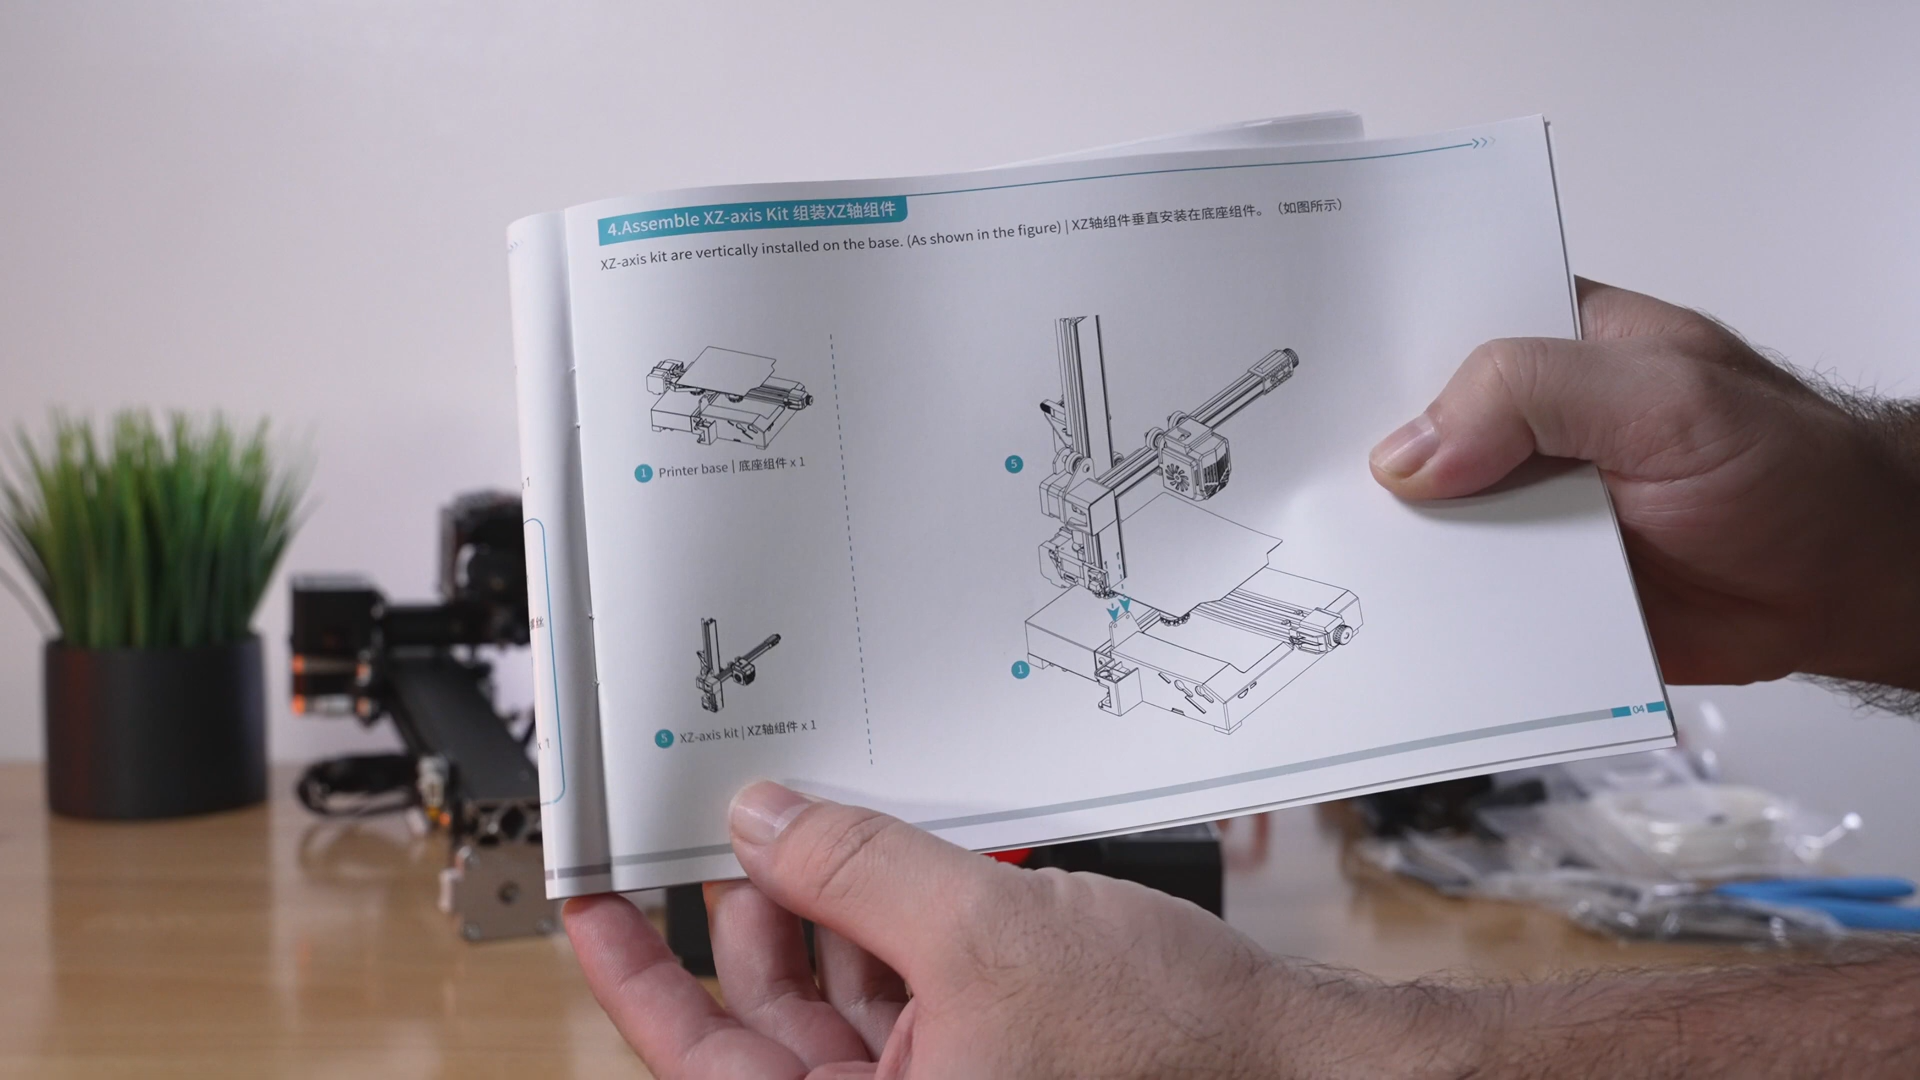 4.Assemble XZ-axis Kit 组装XZ轴组件
XZ-axis kit are vertically installed on the base. (As shown in the figure) | XZ轴组件垂直安装在底座组件。（如图所示）
1 Printer base | 底座组件 x 1
5 XZ-axis kit | XZ轴组件 x 1
5
1
04
x 1